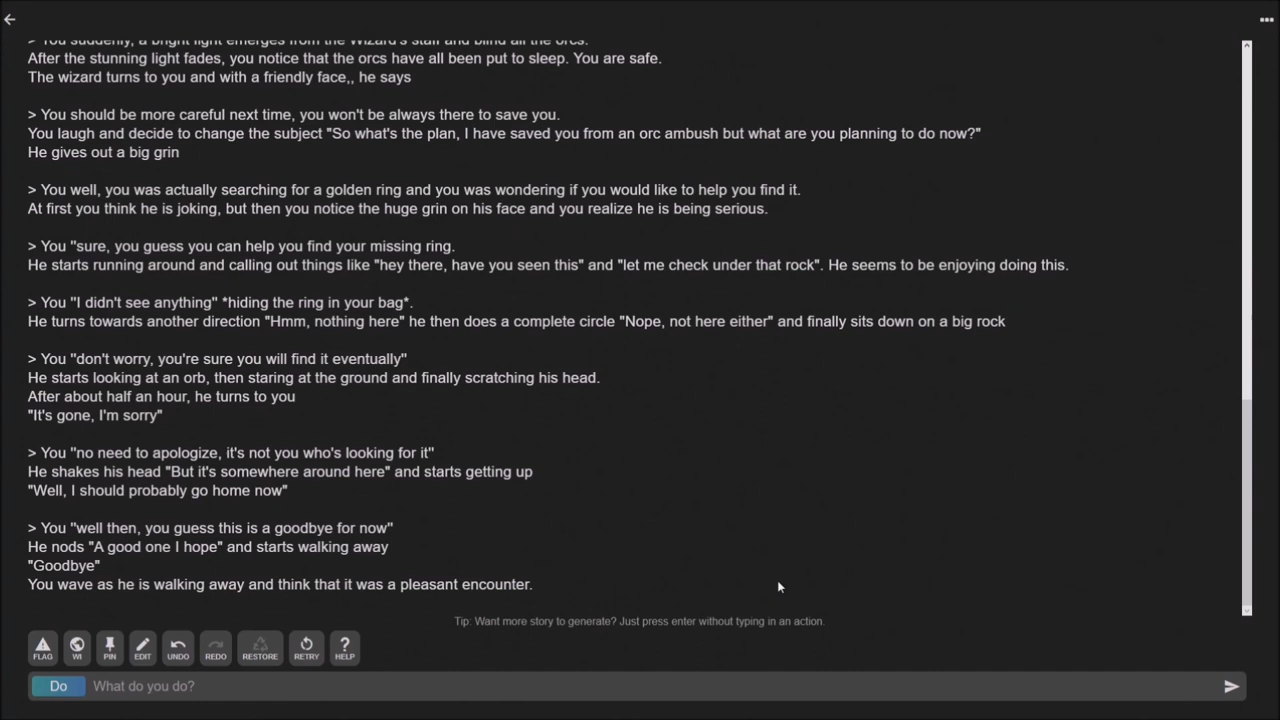 > You suddenly, a bright light emerges from the Wizard's staff and blind all the orcs.
After the stunning light fades, you notice that the orcs have all been put to sleep. You are safe.
The wizard turns to you and with a friendly face,, he says
> You should be more careful next time, you won't be always there to save you.
You laugh and decide to change the subject "So what's the plan, I have saved you from an orc ambush but what are you planning to do now?"
He gives out a big grin
> You well, you was actually searching for a golden ring and you was wondering if you would like to help you find it.
At first you think he is joking, but then you notice the huge grin on his face and you realize he is being serious.
> You "sure, you guess you can help you find your missing ring.
He starts running around and calling out things like "hey there, have you seen this" and "let me check under that rock". He seems to be enjoying doing this.
> You "I didn't see anything" *hiding the ring in your bag*.
He turns towards another direction "Hmm, nothing here" he then does a complete circle "Nope, not here either" and finally sits down on a big rock
> You "don't worry, you're sure you will find it eventually"
He starts looking at an orb, then staring at the ground and finally scratching his head.
After about half an hour, he turns to you
"It's gone, I'm sorry"
> You "no need to apologize, it's not you who's looking for it"
He shakes his head "But it's somewhere around here" and starts getting up
"Well, I should probably go home now"
> You "well then, you guess this is a goodbye for now"
He nods "A good one I hope" and starts walking away
"Goodbye"
You wave as he is walking away and think that it was a pleasant encounter.
Tip: Want more story to generate? Just press enter without typing in an action.
FLAG WI PIN EDIT UNDO REDO RESTORE RETRY HELP
Do What do you do?